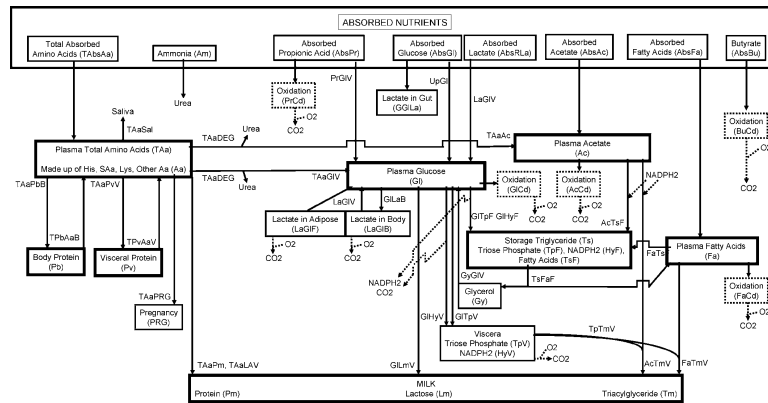 ABSORBED NUTRIENTS
Total Absorbed
Amino Acids (TAbsAa)
Ammonia (Am)
Absorbed
Propionic Acid (AbsPr)
Absorbed
Glucose (AbsGl)
Absorbed
Lactate (AbsRLa)
Absorbed
Acetate (AbsAc)
Absorbed
Fatty Acids (AbsFa)
Butyrate
(AbsBu)
PrGlV
UpGl
LaGlV
Oxidation
(PrCd)
O2
CO2
Lactate in Gut
(GGlLa)
Urea
Saliva
TAaSal
Oxidation
(BuCd)
O2
CO2
Plasma Total Amino Acids (TAa)
Made up of His, SAa, Lys, Other Aa (Aa)
TAaDEG
Urea
TAaAc
Plasma Acetate
(Ac)
TAaDEG
Urea
TAaGlV
Plasma Glucose
(Gl)
Oxidation
(GlCd)
O2
CO2
Oxidation
(AcCd)
O2
CO2
NADPH2
TAaPbB
TAaPvV
TPbAaB
TPvAaV
LaGlV
GlLaB
GlTpF
GlHyF
AcTsF
Lactate in Adipose
(LaGlF)
Lactate in Body
(LaGlB)
O2
CO2
O2
CO2
Storage Triglyceride (Ts)
Triose Phosphate (TpF), NADPH2 (HyF),
Fatty Acids (TsF)
FaTs
Plasma Fatty Acids
(Fa)
Body Protein
(Pb)
Visceral Protein
(Pv)
NADPH2
CO2
GyGlV
TsFaF
Glycerol
(Gy)
Oxidation
(FaCd)
O2
CO2
TAaPRG
Pregnancy
(PRG)
GlHyV
GlTpV
Viscera
Triose Phosphate (TpV)
NADPH2 (HyV)
O2
CO2
TpTmV
O2
CO2
TAaPm, TAaLAV
GlLmV
AcTmV
FaTmV
MILK
Protein (Pm)
Lactose (Lm)
Triacylglyceride (Tm)